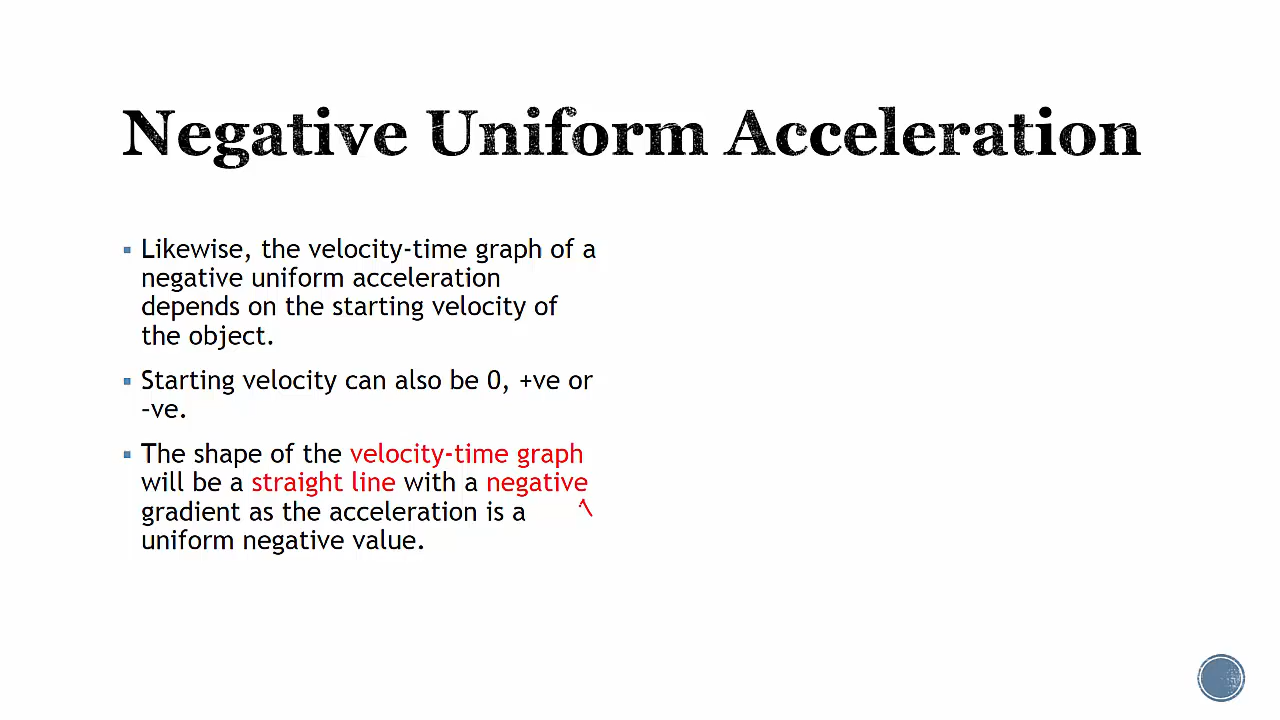 Negative Uniform Acceleration
Likewise, the velocity-time graph of a
negative uniform acceleration
depends on the starting velocity of
the object.
Starting velocity can also be 0, +ve or
–ve.
The shape of the velocity-time graph
will be a straight line with a negative
gradient as the acceleration is a
uniform negative value.